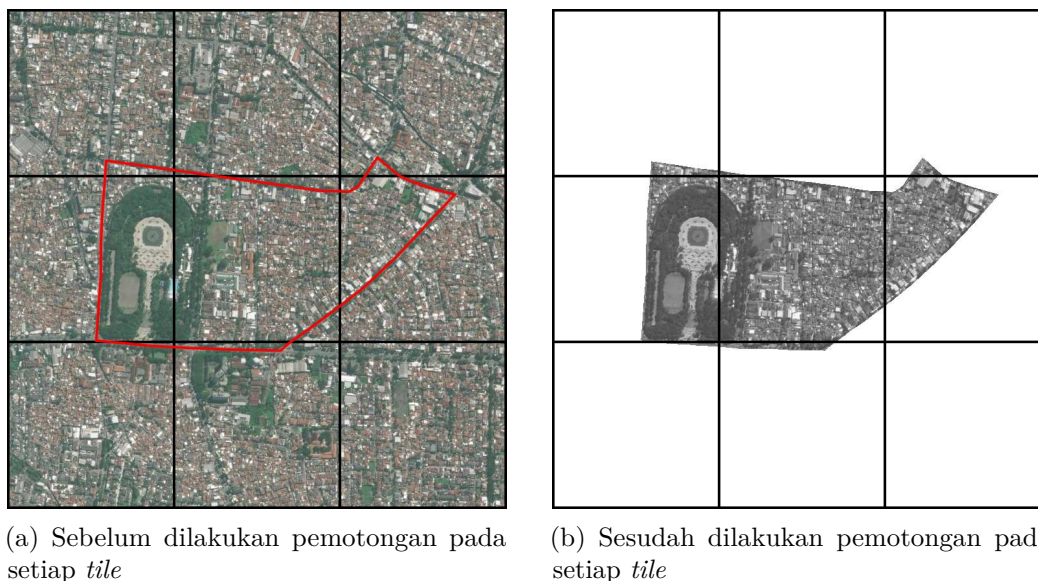 (a) Sebelum dilakukan pemotongan pada
setiap tile
(b) Sesudah dilakukan pemotongan pad
setiap tile